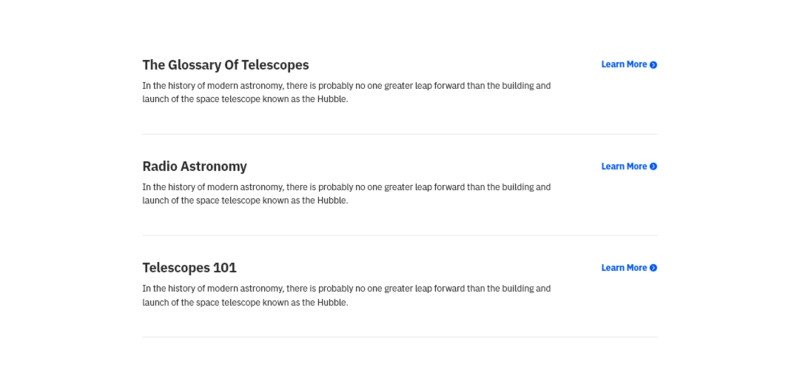 The Glossary Of Telescopes
Learn More
In the history of modern astronomy, there is probably no one greater leap forward than the building and
launch of the space telescope known as the Hubble.
Radio Astronomy
Learn More
In the history of modern astronomy, there is probably no one greater leap forward than the building and
launch of the space telescope known as the Hubble.
Telescopes 101
Learn More
In the history of modern astronomy, there is probably no one greater leap forward than the building and
launch of the space telescope known as the Hubble.